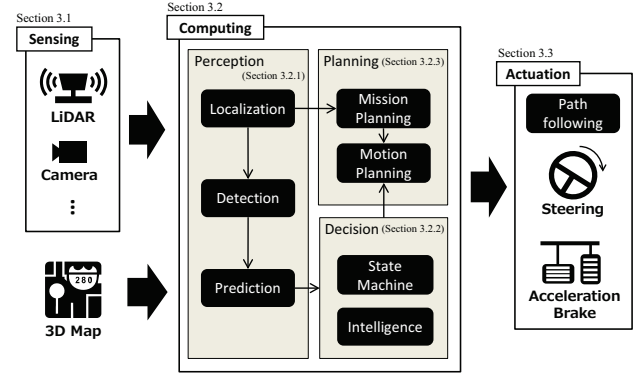 Section 3.1
Sensing
LiDAR
Camera
3D Map
280
Section 3.2
Computing
Perception
(Section 3.2.1)
Localization
Detection
Prediction
Planning (Section 3.2.3)
Mission
Planning
Motion
Planning
Decision (Section 3.2.2)
State
Machine
Intelligence
Section 3.3
Actuation
Path
following
Steering
Acceleration
Brake